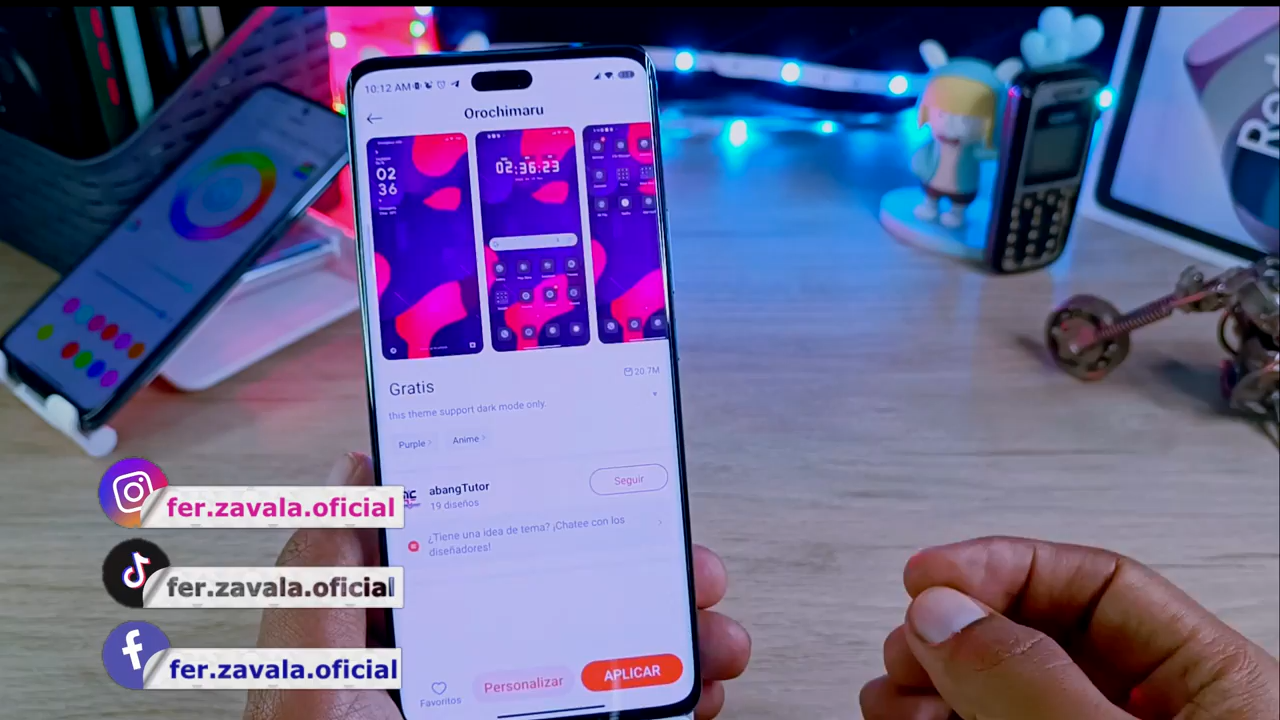 10:12 AM
Orochimaru
02
36
02:36:23
Gratis
20.7M
this theme support dark mode only.
Purple
Anime
abangTutor
Seguir
19 diseños
¿Tiene una idea de tema? ¡Chatee con los
diseñadores!
Favoritos
Personalizar
APLICAR
fer.zavala.oficial
fer.zavala.oficial
fer.zavala.oficial